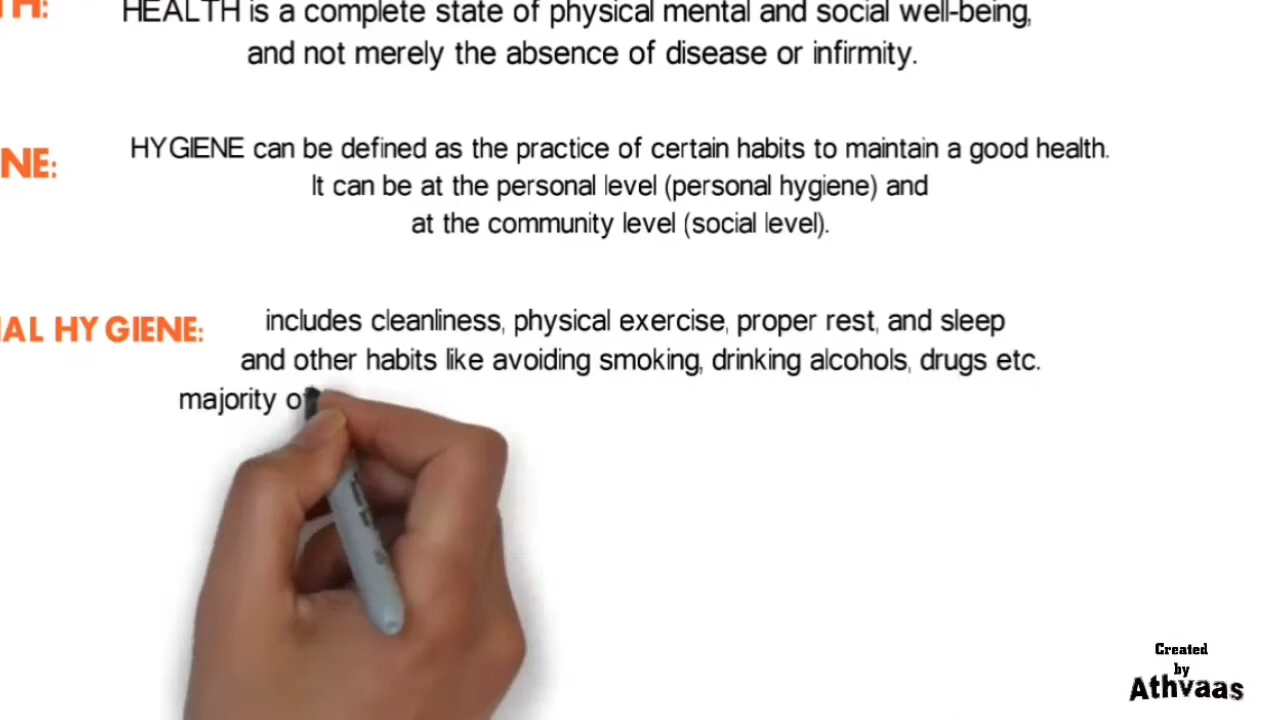 TH: HEALTH is a complete state of physical mental and social well-being,
and not merely the absence of disease or infirmity.
NE: HYGIENE can be defined as the practice of certain habits to maintain a good health.
It can be at the personal level (personal hygiene) and
at the community level (social level).
NAL HYGIENE: includes cleanliness, physical exercise, proper rest, and sleep
and other habits like avoiding smoking, drinking alcohols, drugs etc.
majority o
Created
by
Athvaas